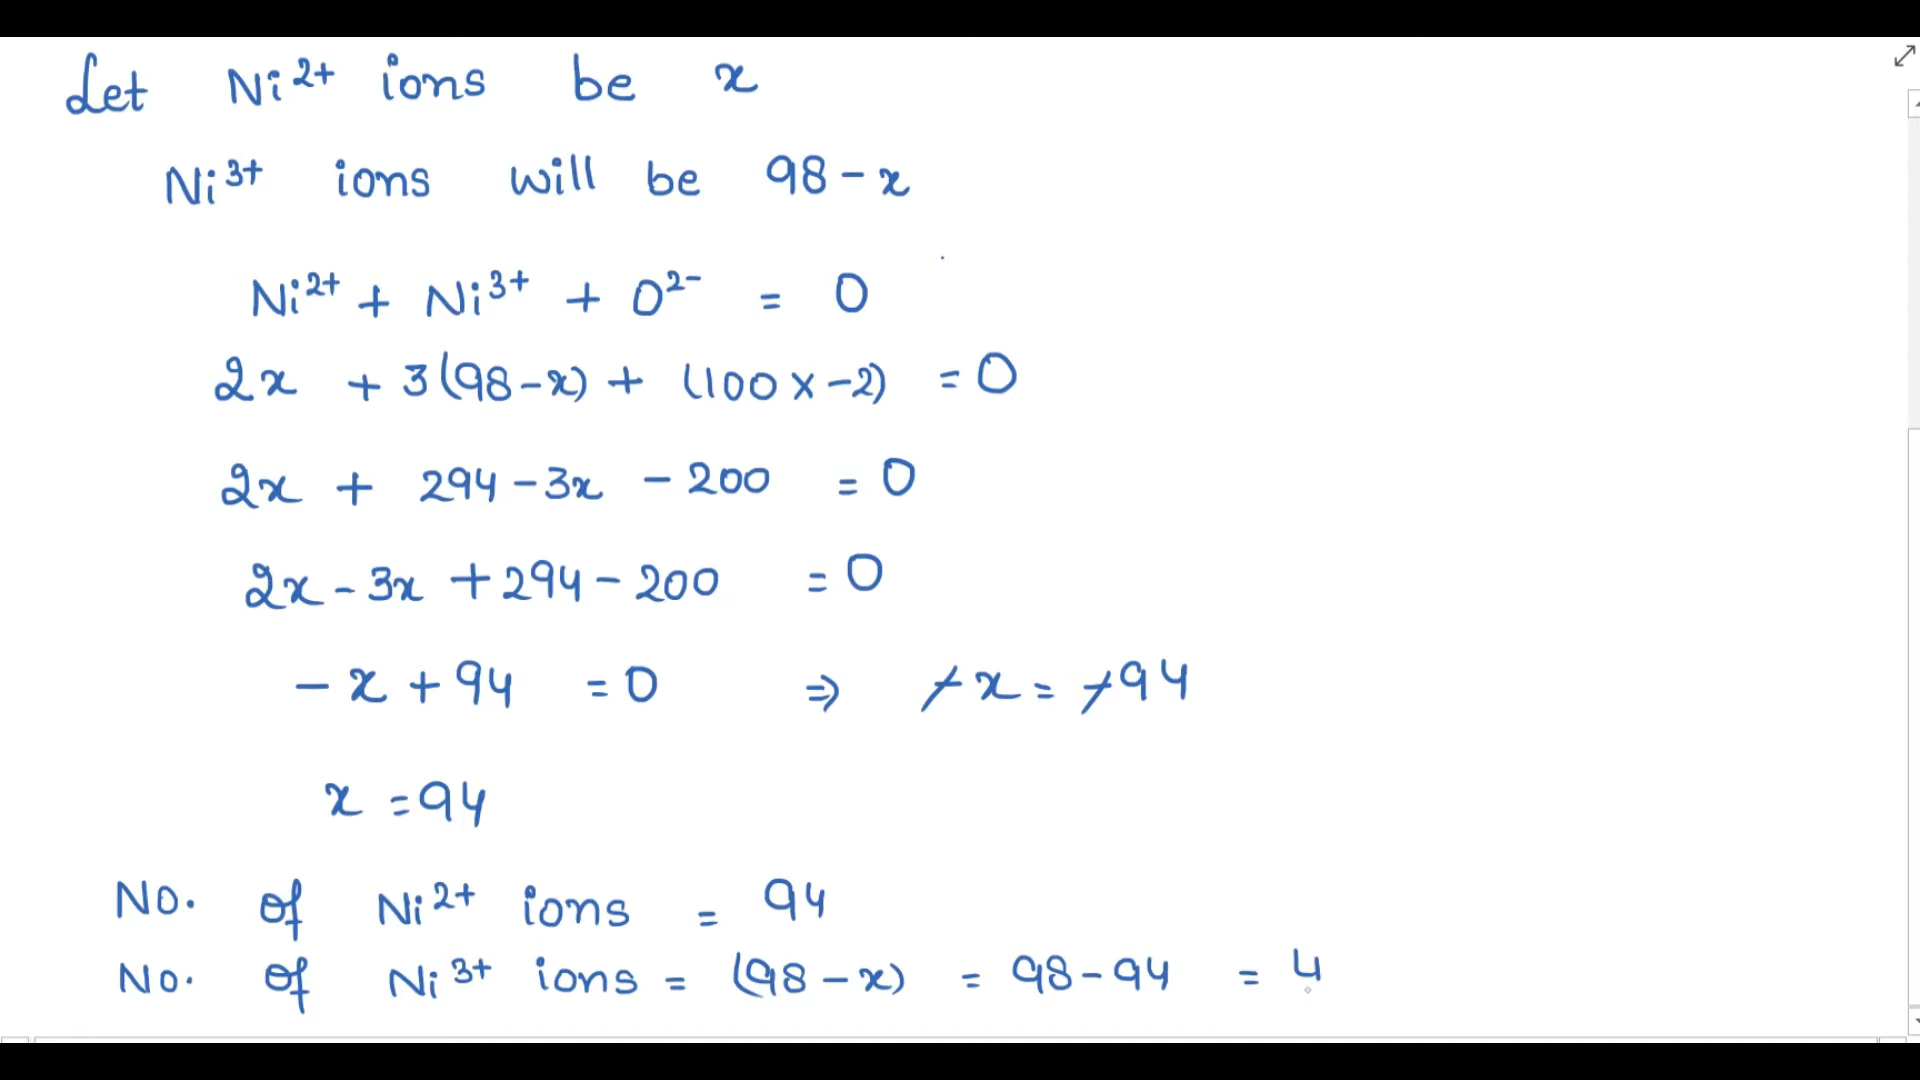 Let Ni²⁺ ions be x
Ni³⁺ ions will be 98 - x
Ni²⁺ + Ni³⁺ + O²⁻ = 0
2x + 3(98 - x) + (100 x -2) = 0
2x + 294 - 3x - 200 = 0
2x - 3x + 294 - 200 = 0
- x + 94 = 0 ⇒ -x = -94
x = 94
No. of Ni²⁺ ions = 94
No. of Ni³⁺ ions = (98 - x) = 98 - 94 = 4